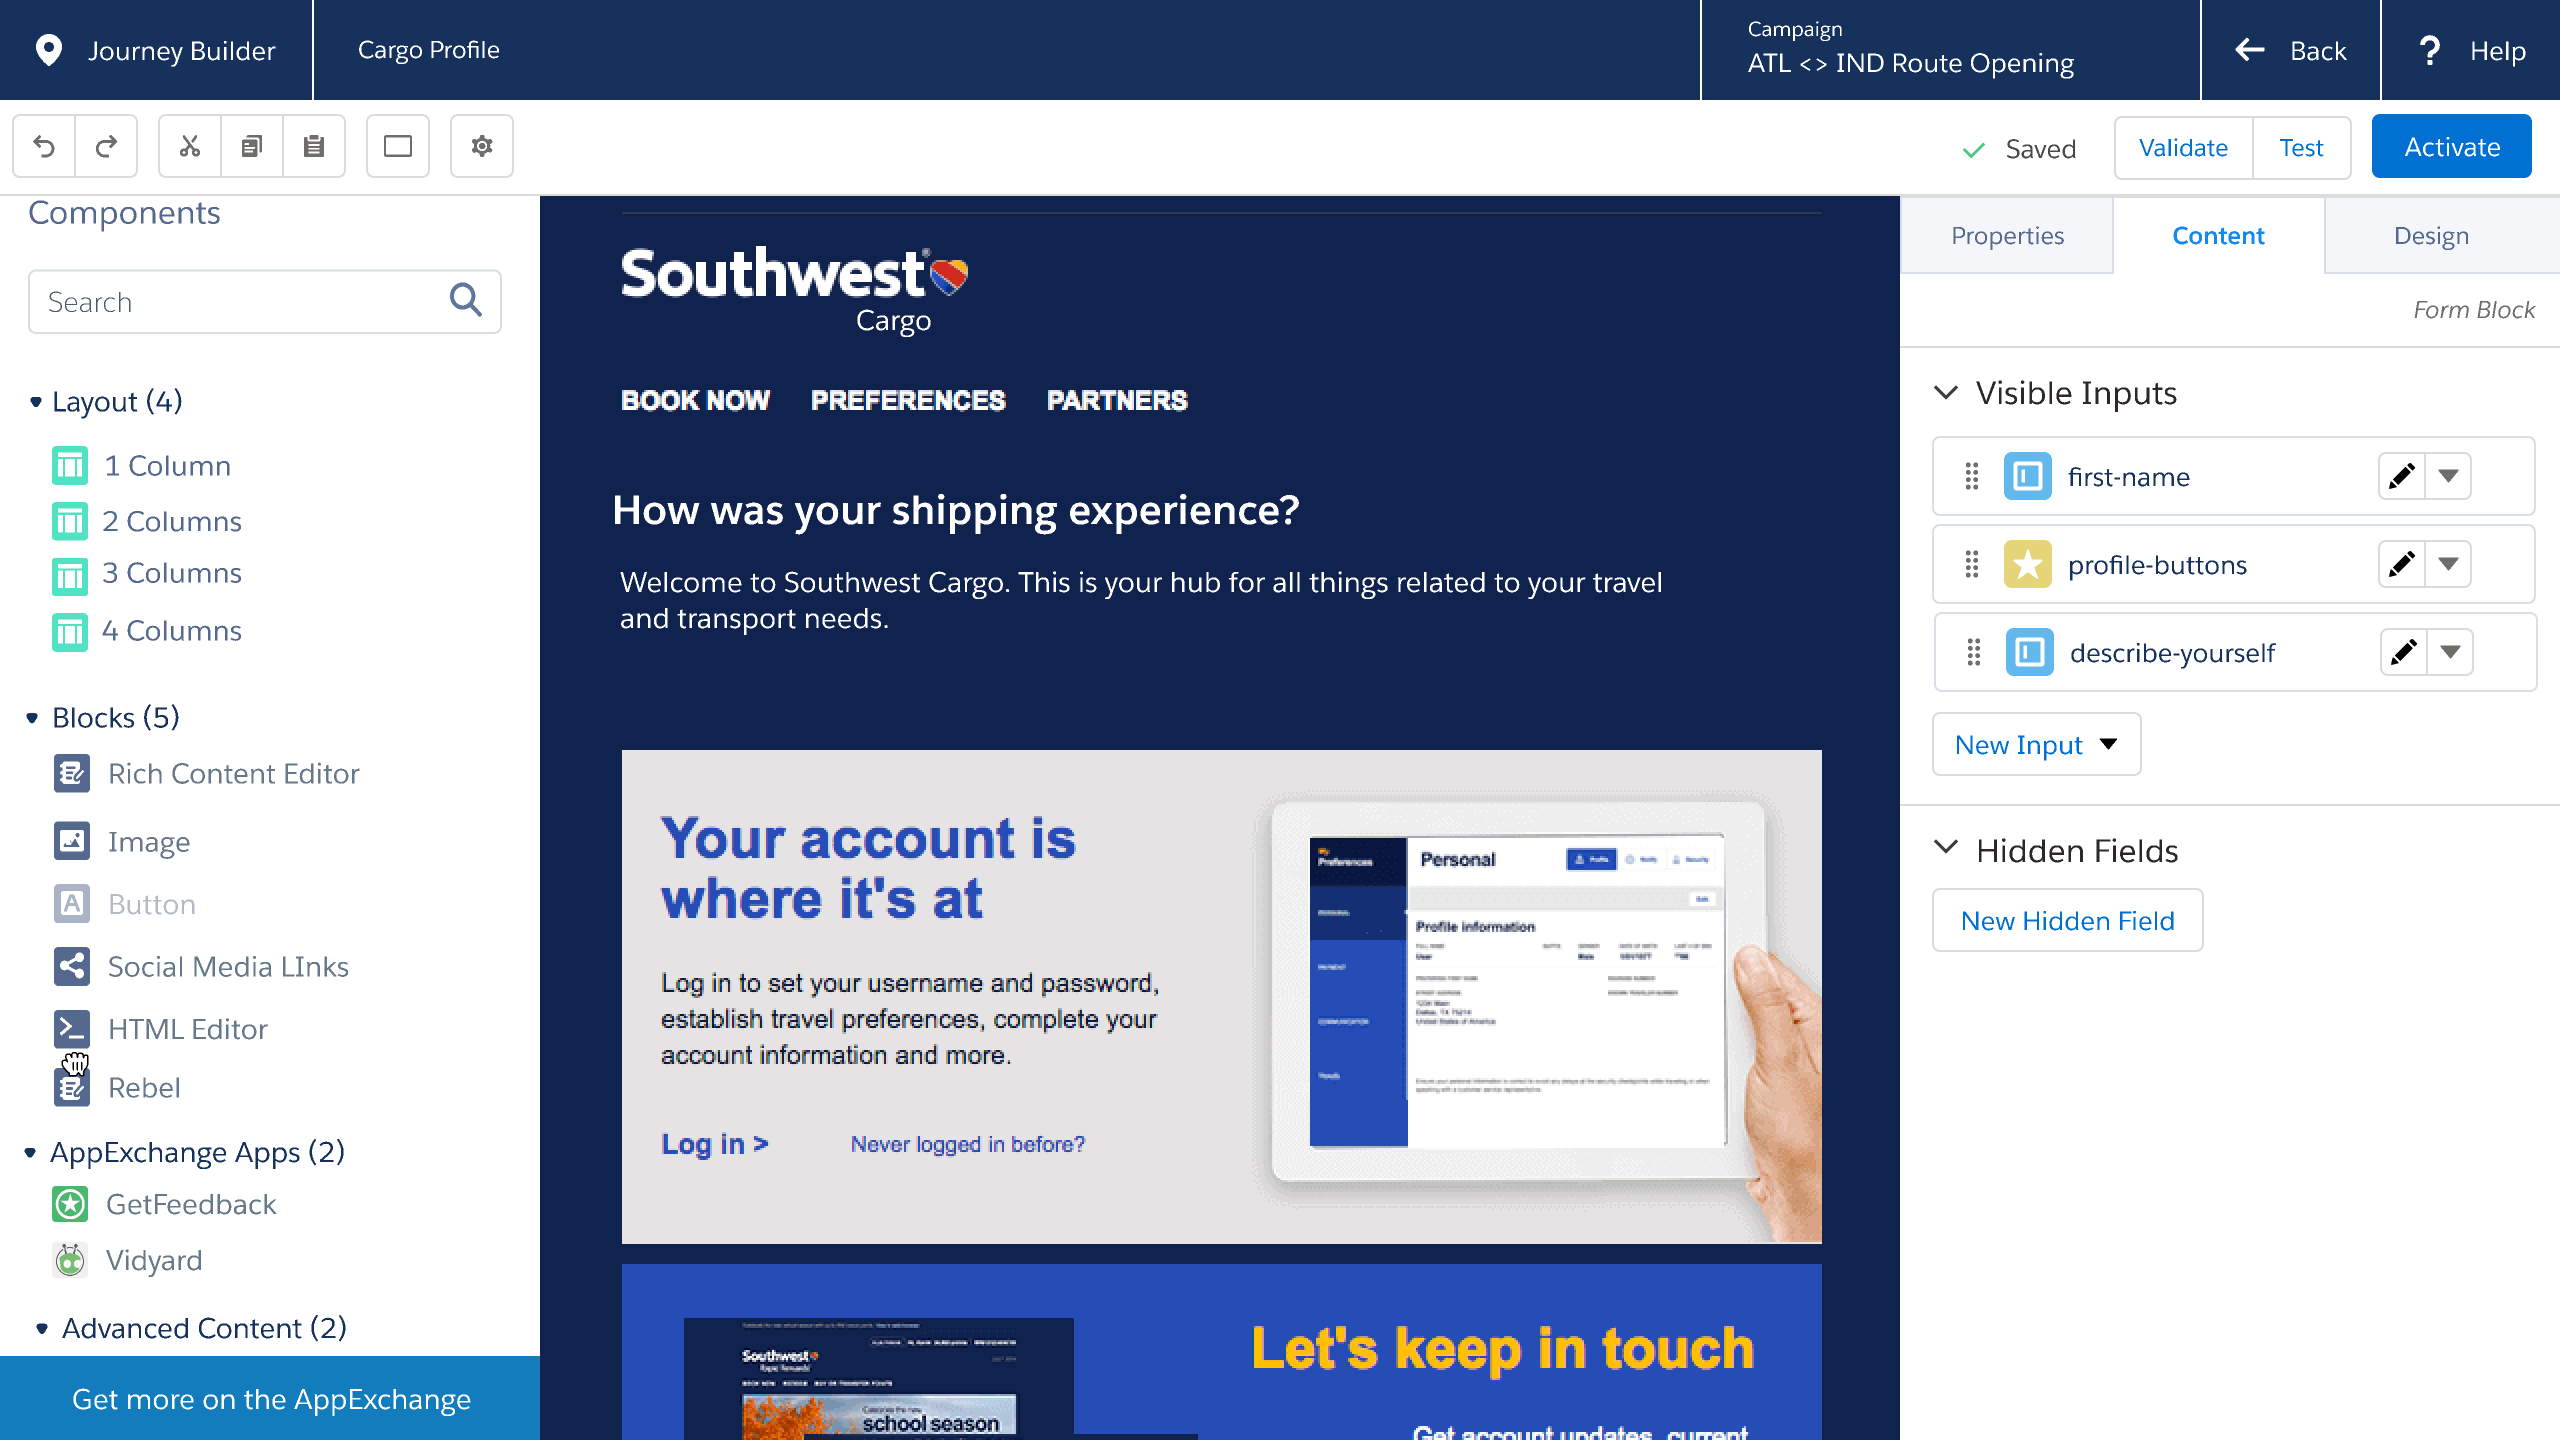 Journey Builder
Cargo Profile
Campaign
ATL <> IND Route Opening
Back
? Help
Saved
Validate
Test
Activate
Components
Search
Layout (4)
1 Column
2 Columns
3 Columns
4 Columns
Blocks (5)
Rich Content Editor
Image
Button
Social Media LInks
HTML Editor
Rebel
AppExchange Apps (2)
GetFeedback
Vidyard
Advanced Content (2)
Get more on the AppExchange
Southwest
Cargo
BOOK NOW PREFERENCES PARTNERS
How was your shipping experience?
Welcome to Southwest Cargo. This is your hub for all things related to your travel
and transport needs.
Your account is
where it's at
Log in to set your username and password,
establish travel preferences, complete your
account information and more.
Log in >
Never logged in before?
Preferences
Personal
Profile information
Southwest
school season
Let's keep in touch
Get account updates, current
Properties
Content
Design
Form Block
Visible Inputs
first-name
profile-buttons
describe-yourself
New Input
Hidden Fields
New Hidden Field